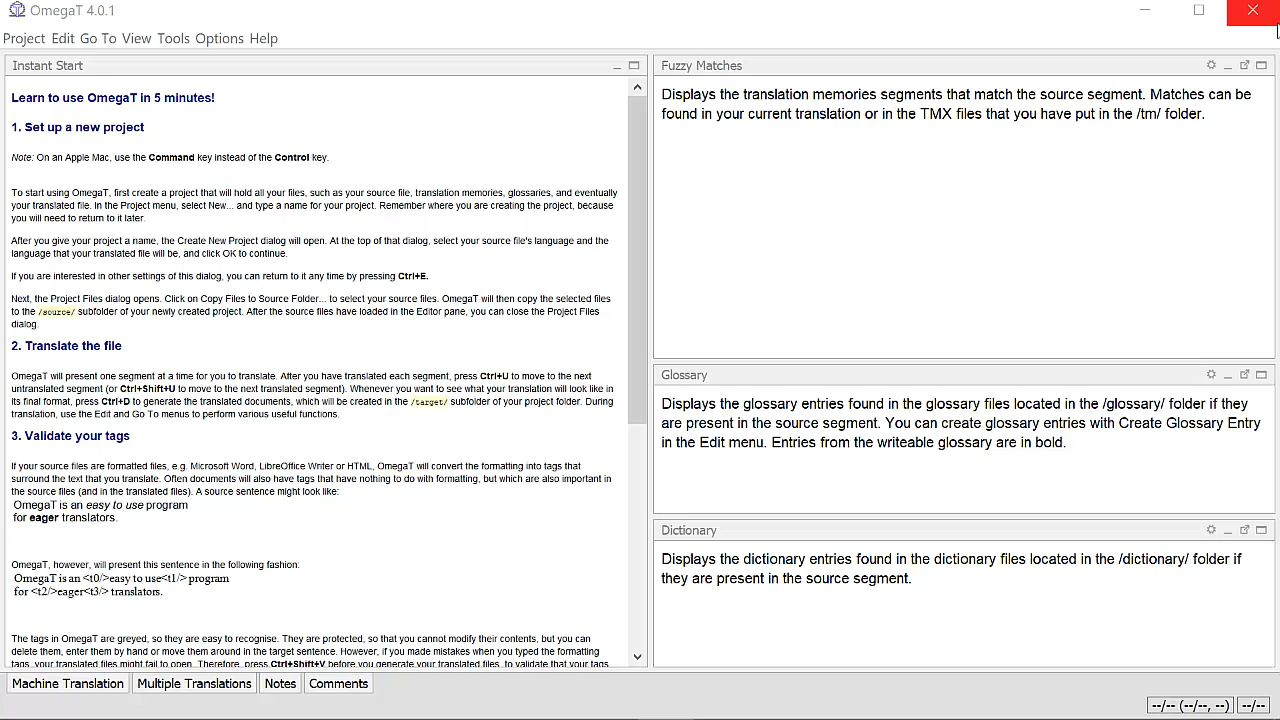 OmegaT 4.0.1
Project Edit Go To View Tools Options Help
Instant Start
Learn to use OmegaT in 5 minutes!
1. Set up a new project
Note: On an Apple Mac, use the Command key instead of the Control key.
To start using OmegaT, first create a project that will hold all your files, such as your source file, translation memories, glossaries, and eventually
your translated file. In the Project menu, select New... and type a name for your project. Remember where you are creating the project, because
you will need to return to it later.
After you give your project a name, the Create New Project dialog will open. At the top of that dialog, select your source file's language and the
language that your translated file will be, and click OK to continue.
If you are interested in other settings of this dialog, you can return to it any time by pressing Ctrl+E.
Next, the Project Files dialog opens. Click on Copy Files to Source Folder... to select your source files. OmegaT will then copy the selected files
to the /source/ subfolder of your newly created project. After the source files have loaded in the Editor pane, you can close the Project Files
dialog.
2. Translate the file
OmegaT will present one segment at a time for you to translate. After you have translated each segment, press Ctrl+U to move to the next
untranslated segment (or Ctrl+Shift+U to move to the next translated segment). Whenever you want to see what your translation will look like in
its final format, press Ctrl+D to generate the translated documents, which will be created in the /target/ subfolder of your project folder. During
translation, use the Edit and Go To menus to perform various useful functions.
3. Validate your tags
If your source files are formatted files, e.g. Microsoft Word, LibreOffice Writer or HTML, OmegaT will convert the formatting into tags that
surround the text that you translate. Often documents will also have tags that have nothing to do with formatting, but which are also important in
the source files (and in the translated files). A source sentence might look like:
OmegaT is an easy to use program
for eager translators.
OmegaT, however, will present this sentence in the following fashion:
OmegaT is an <t0/>easy to use<t1/> program
for <t2/>eager<t3/> translators.
The tags in OmegaT are greyed, so they are easy to recognise. They are protected, so that you cannot modify their contents, but you can
delete them, enter them by hand or move them around in the target sentence. However, if you made mistakes when you typed the formatting
tags, your translated files might fail to open. Therefore, press Ctrl+Shift+V before you generate your translated files, to validate that your tags
Fuzzy Matches
Displays the translation memories segments that match the source segment. Matches can be
found in your current translation or in the TMX files that you have put in the /tm/ folder.
Glossary
Displays the glossary entries found in the glossary files located in the /glossary/ folder if they
are present in the source segment. You can create glossary entries with Create Glossary Entry
in the Edit menu. Entries from the writeable glossary are in bold.
Dictionary
Displays the dictionary entries found in the dictionary files located in the /dictionary/ folder if
they are present in the source segment.
Machine Translation Multiple Translations Notes Comments
--/-- (--/--, --) --/--